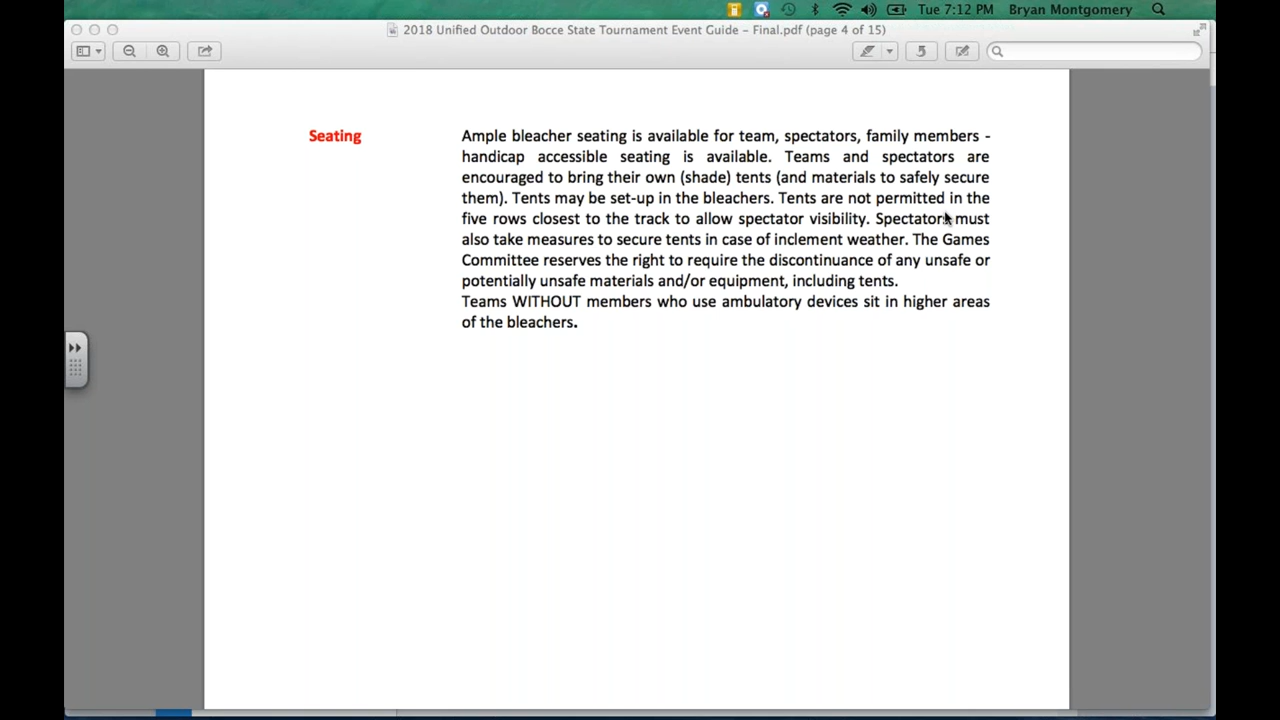 Tue 7:12 PM Bryan Montgomery
2018 Unified Outdoor Bocce State Tournament Event Guide – Final.pdf (page 4 of 15)
Seating
Ample bleacher seating is available for team, spectators, family members -
handicap accessible seating is available. Teams and spectators are
encouraged to bring their own (shade) tents (and materials to safely secure
them). Tents may be set-up in the bleachers. Tents are not permitted in the
five rows closest to the track to allow spectator visibility. Spectators must
also take measures to secure tents in case of inclement weather. The Games
Committee reserves the right to require the discontinuance of any unsafe or
potentially unsafe materials and/or equipment, including tents.
Teams WITHOUT members who use ambulatory devices sit in higher areas
of the bleachers.